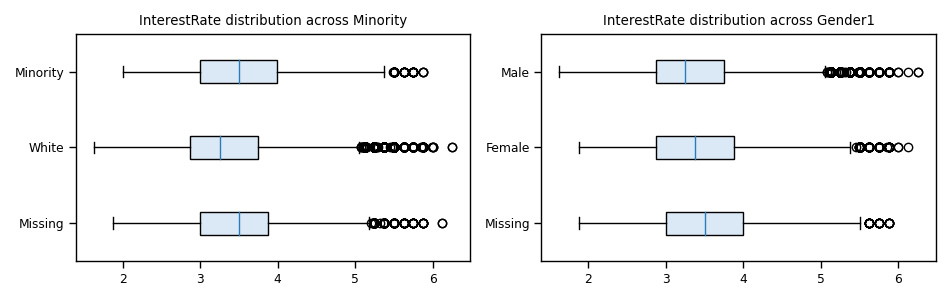 InterestRate distribution across Minority
Minority
White
Missing
2 3 4 5 6
InterestRate distribution across Gender1
Male
Female
Missing
2 3 4 5 6